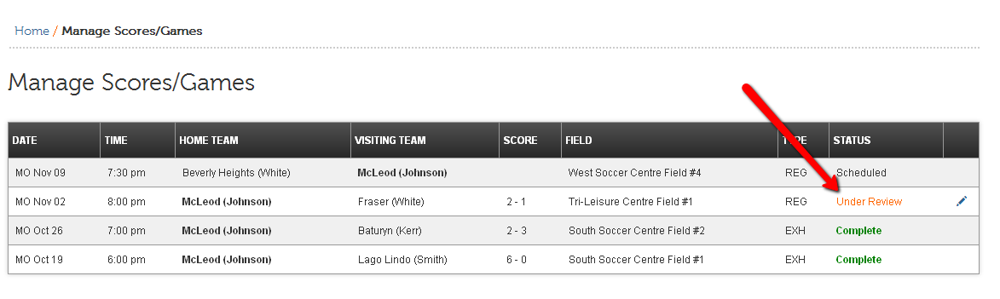 Home / Manage Scores/Games
Manage Scores/Games
DATE TIME HOME TEAM VISITING TEAM SCORE FIELD TYPE STATUS
MO Nov 09 7:30 pm Beverly Heights (White) McLeod (Johnson) West Soccer Centre Field #4 REG Scheduled
MO Nov 02 8:00 pm McLeod (Johnson) Fraser (White) 2 - 1 Tri-Leisure Centre Field #1 REG Under Review
MO Oct 26 7:00 pm McLeod (Johnson) Baturyn (Kerr) 2 - 3 South Soccer Centre Field #2 EXH Complete
MO Oct 19 6:00 pm McLeod (Johnson) Lago Lindo (Smith) 6 - 0 South Soccer Centre Field #1 EXH Complete